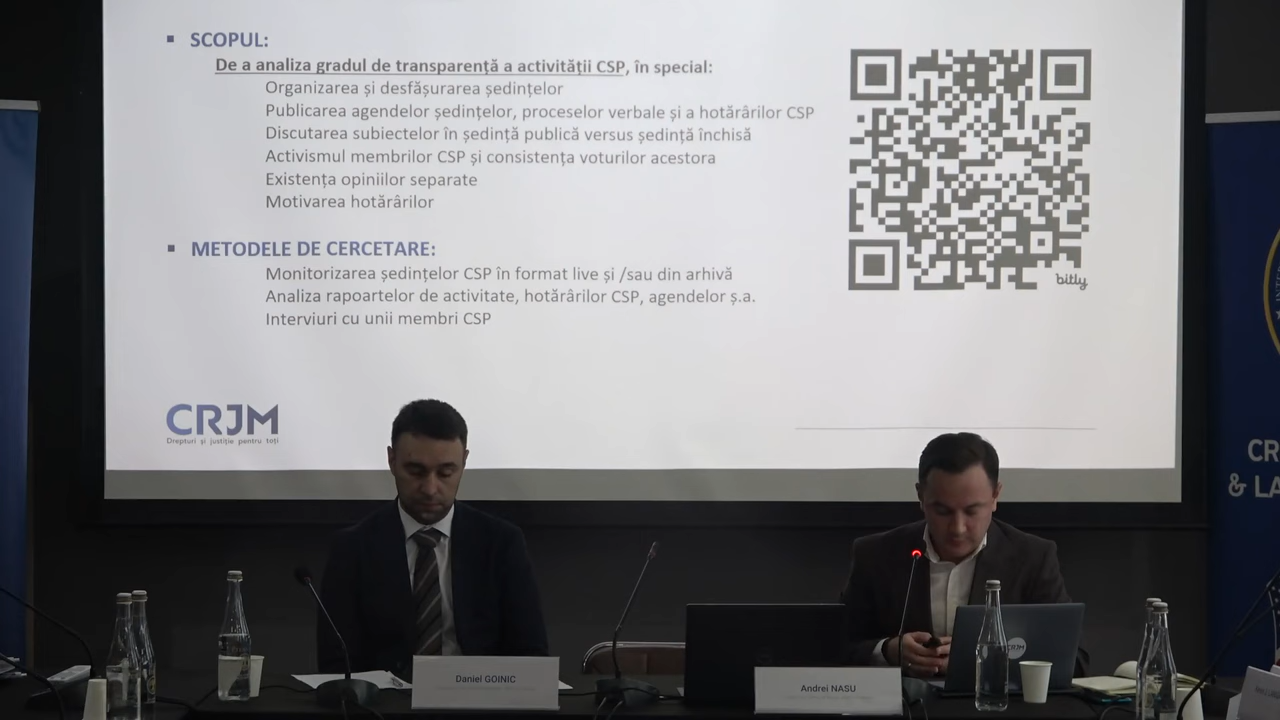 SCOPUL:
De a analiza gradul de transparență a activității CSP, în special:
Organizarea și desfășurarea ședințelor
Publicarea agendelor ședințelor, proceselor verbale și a hotărârilor CSP
Discutarea subiectelor în ședință publică versus ședință închisă
Activismul membrilor CSP și consistența voturilor acestora
Existența opiniilor separate
Motivarea hotărârilor
METODELE DE CERCETARE:
Monitorizarea ședințelor CSP în format live și /sau din arhivă
Analiza rapoartelor de activitate, hotărârilor CSP, agendelor ș.a.
Interviuri cu unii membri CSP
bitly
CRJM
Drepturi și justiție pentru toți
CR
& LA
CRJM
Daniel GOINIC
Andrei NASU